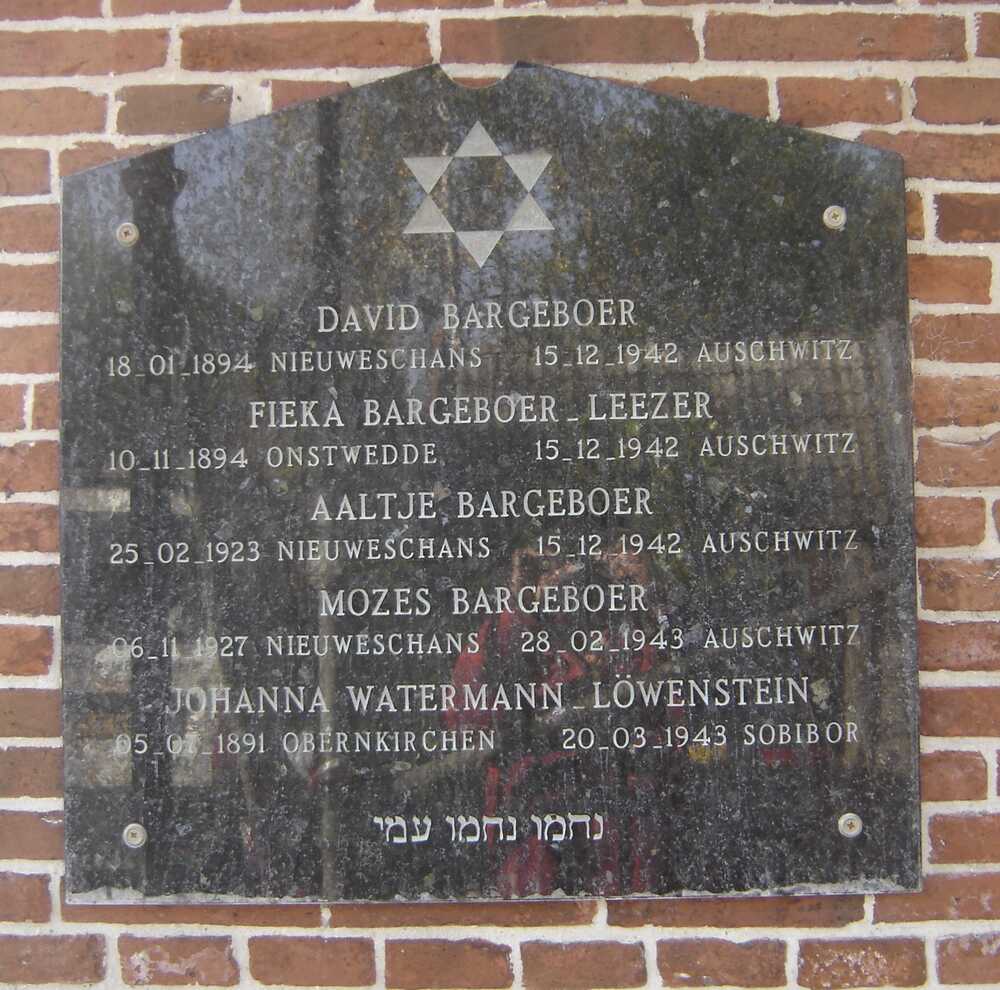 DAVID BARGEBOER
18_01_1894 NIEUWESCHANS 15_12_1942 AUSCHWITZ
FIEKA BARGEBOER_LEEZER
10_11_1894 ONSTWEDDE 15_12_1942 AUSCHWITZ
AALTJE BARGEBOER
25_02_1923 NIEUWESCHANS 15_12_1942 AUSCHWITZ
MOZES BARGEBOER
06_11_1927 NIEUWESCHANS 28_02_1943 AUSCHWITZ
JOHANNA WATERMANN_LÖWENSTEIN
05_07_1891 OBERNKIRCHEN 20_03_1943 SOBIBOR
נחמו נחמו עמי